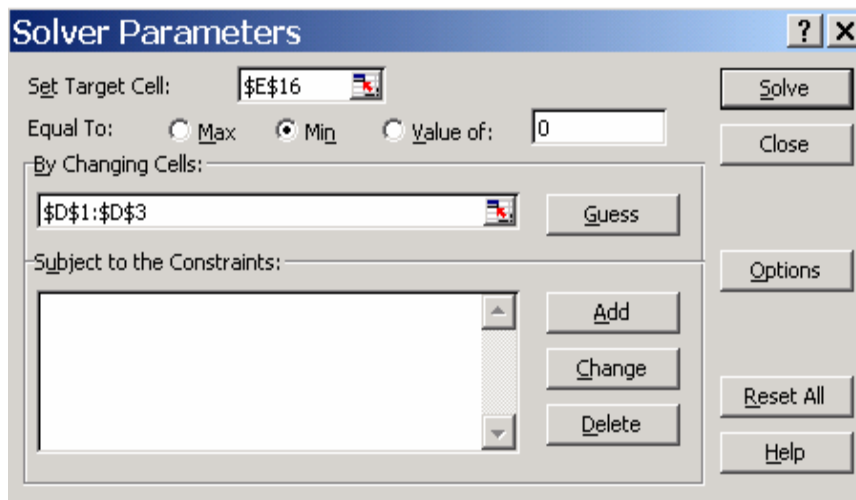 Solver Parameters ? X
Set Target Cell: $E$16 Solve
Equal To: Max Min Value of: 0 Close
By Changing Cells:
$D$1:$D$3 Guess
Subject to the Constraints: Options
Add
Change
Reset All
Delete
Help